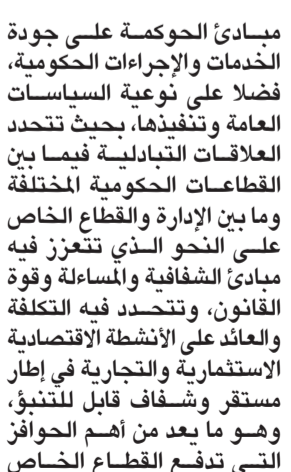 مبادئ الحوكمة على جودة
الخدمات والإجراءات الحكومية،
فضلا على نوعية السياسات
العامة وتنفيذها، بحيث تتحدد
العلاقات التبادلية فيما بين
القطاعات الحكومية المختلفة
وما بين الإدارة والقطاع الخاص
على النحو الذي تتعزز فيه
مبادئ الشفافية والمساءلة وقوة
القانون، وتتحدد فيه التكلفة
والعائد على الأنشطة الاقتصادية
الاستثمارية والتجارية في إطار
مستقر وشفاف قابل للتنبؤ،
وهو ما يعد من أهم الحوافز
التي تدفع القطاع الخاص